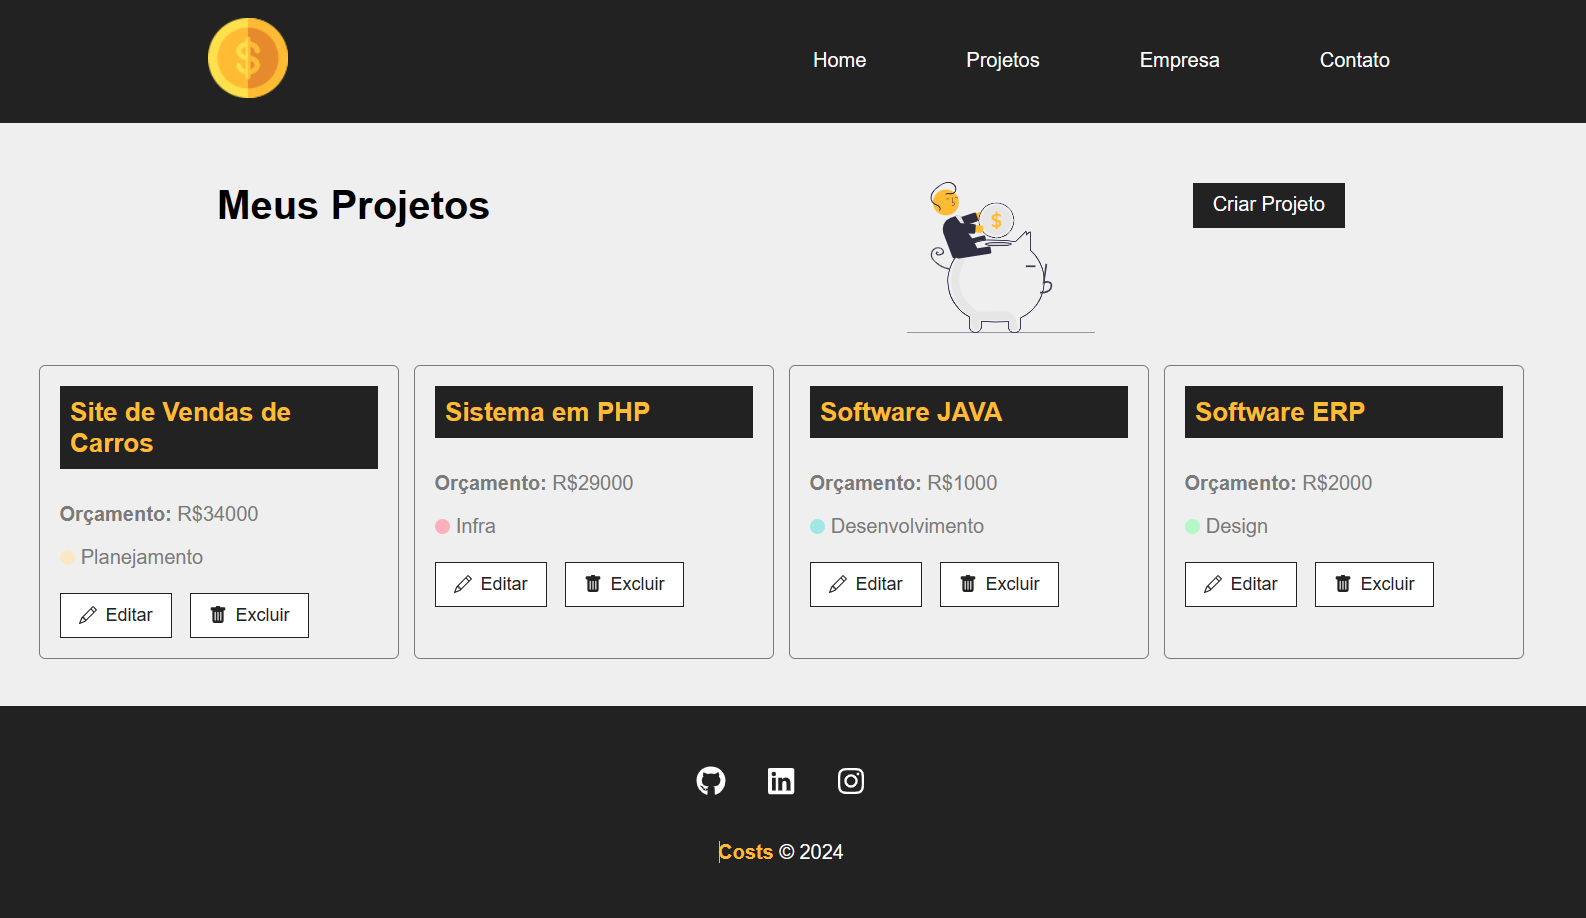 $
Home
Projetos
Empresa
Contato
Meus Projetos
$
Criar Projeto
Site de Vendas de
Carros
Orçamento: R$34000
Planejamento
Editar
Excluir
Sistema em PHP
Orçamento: R$29000
Infra
Editar
Excluir
Software JAVA
Orçamento: R$1000
Desenvolvimento
Editar
Excluir
Software ERP
Orçamento: R$2000
Design
Editar
Excluir
in
Costs © 2024